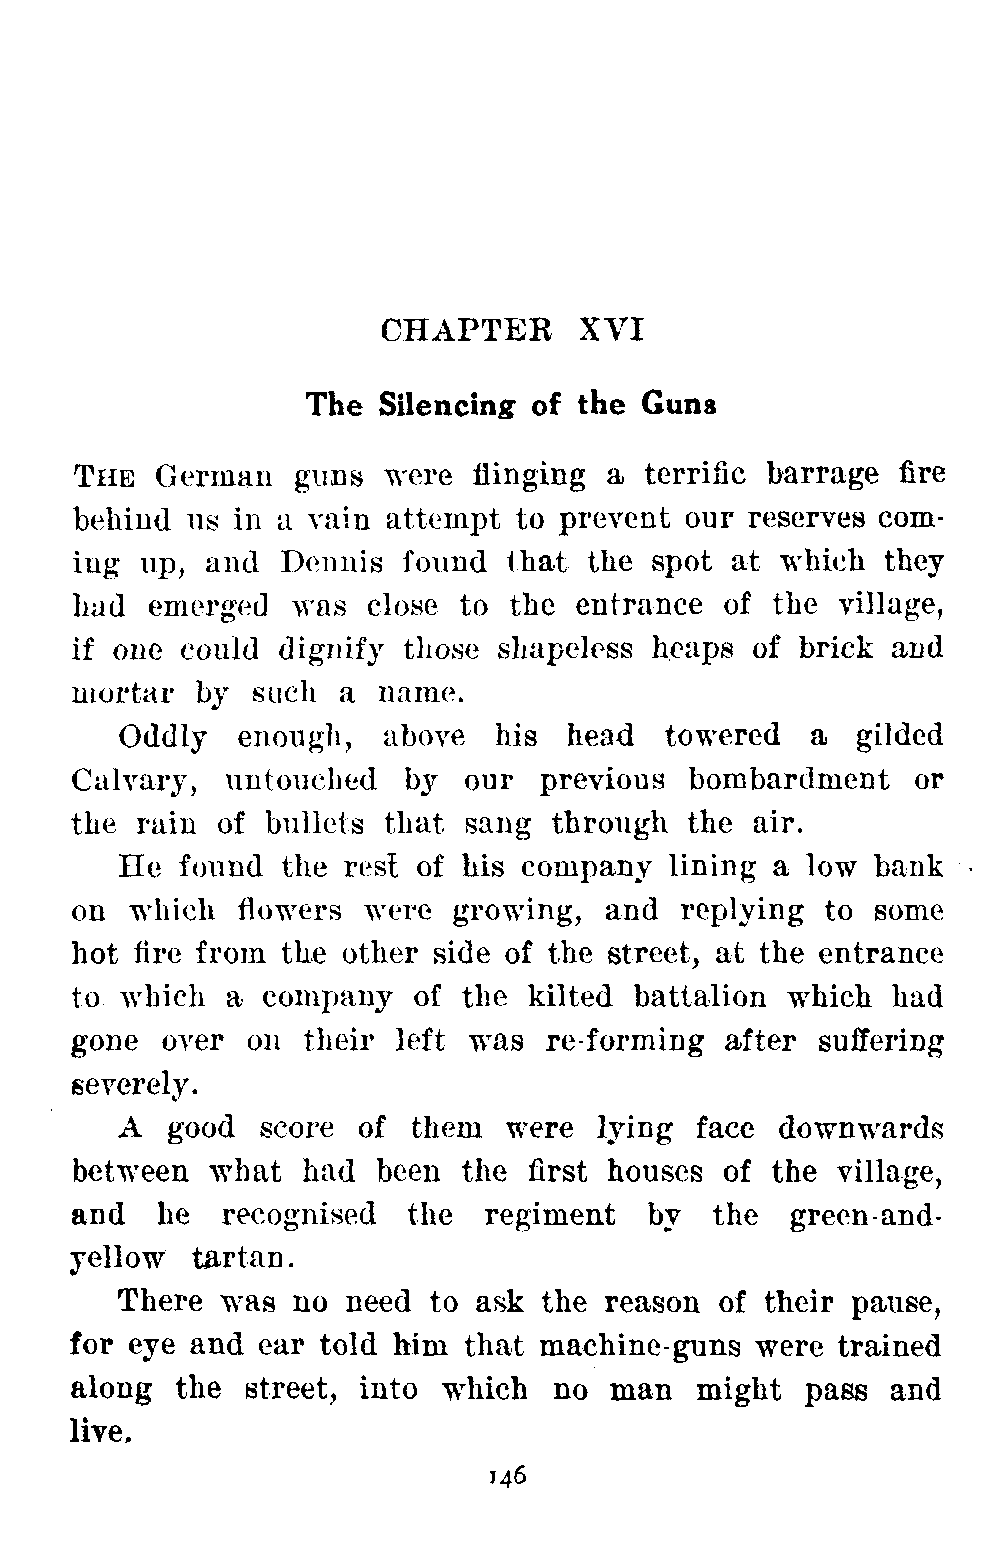 CHAPTER XVI
The Silencing of the Guns
THE German guns were flinging a terrific barrage fire
behind us in a vain attempt to prevent our reserves com-
ing up, and Dennis found that the spot at which they
had emerged was close to the entrance of the village,
if one could dignify those shapeless heaps of brick and
mortar by such a name.
Oddly enough, above his head towered a gilded
Calvary, untouched by our previous bombardment or
the rain of bullets that sang through the air.
He found the rest of his company lining a low bank
on which flowers were growing, and replying to some
hot fire from the other side of the street, at the entrance
to which a company of the kilted battalion which had
gone over on their left was re-forming after suffering
severely.
A good score of them were lying face downwards
between what had been the first houses of the village,
and he recognised the regiment by the green-and-
yellow tartan.
There was no need to ask the reason of their pause,
for eye and ear told him that machine-guns were trained
along the street, into which no man might pass and
live.
146